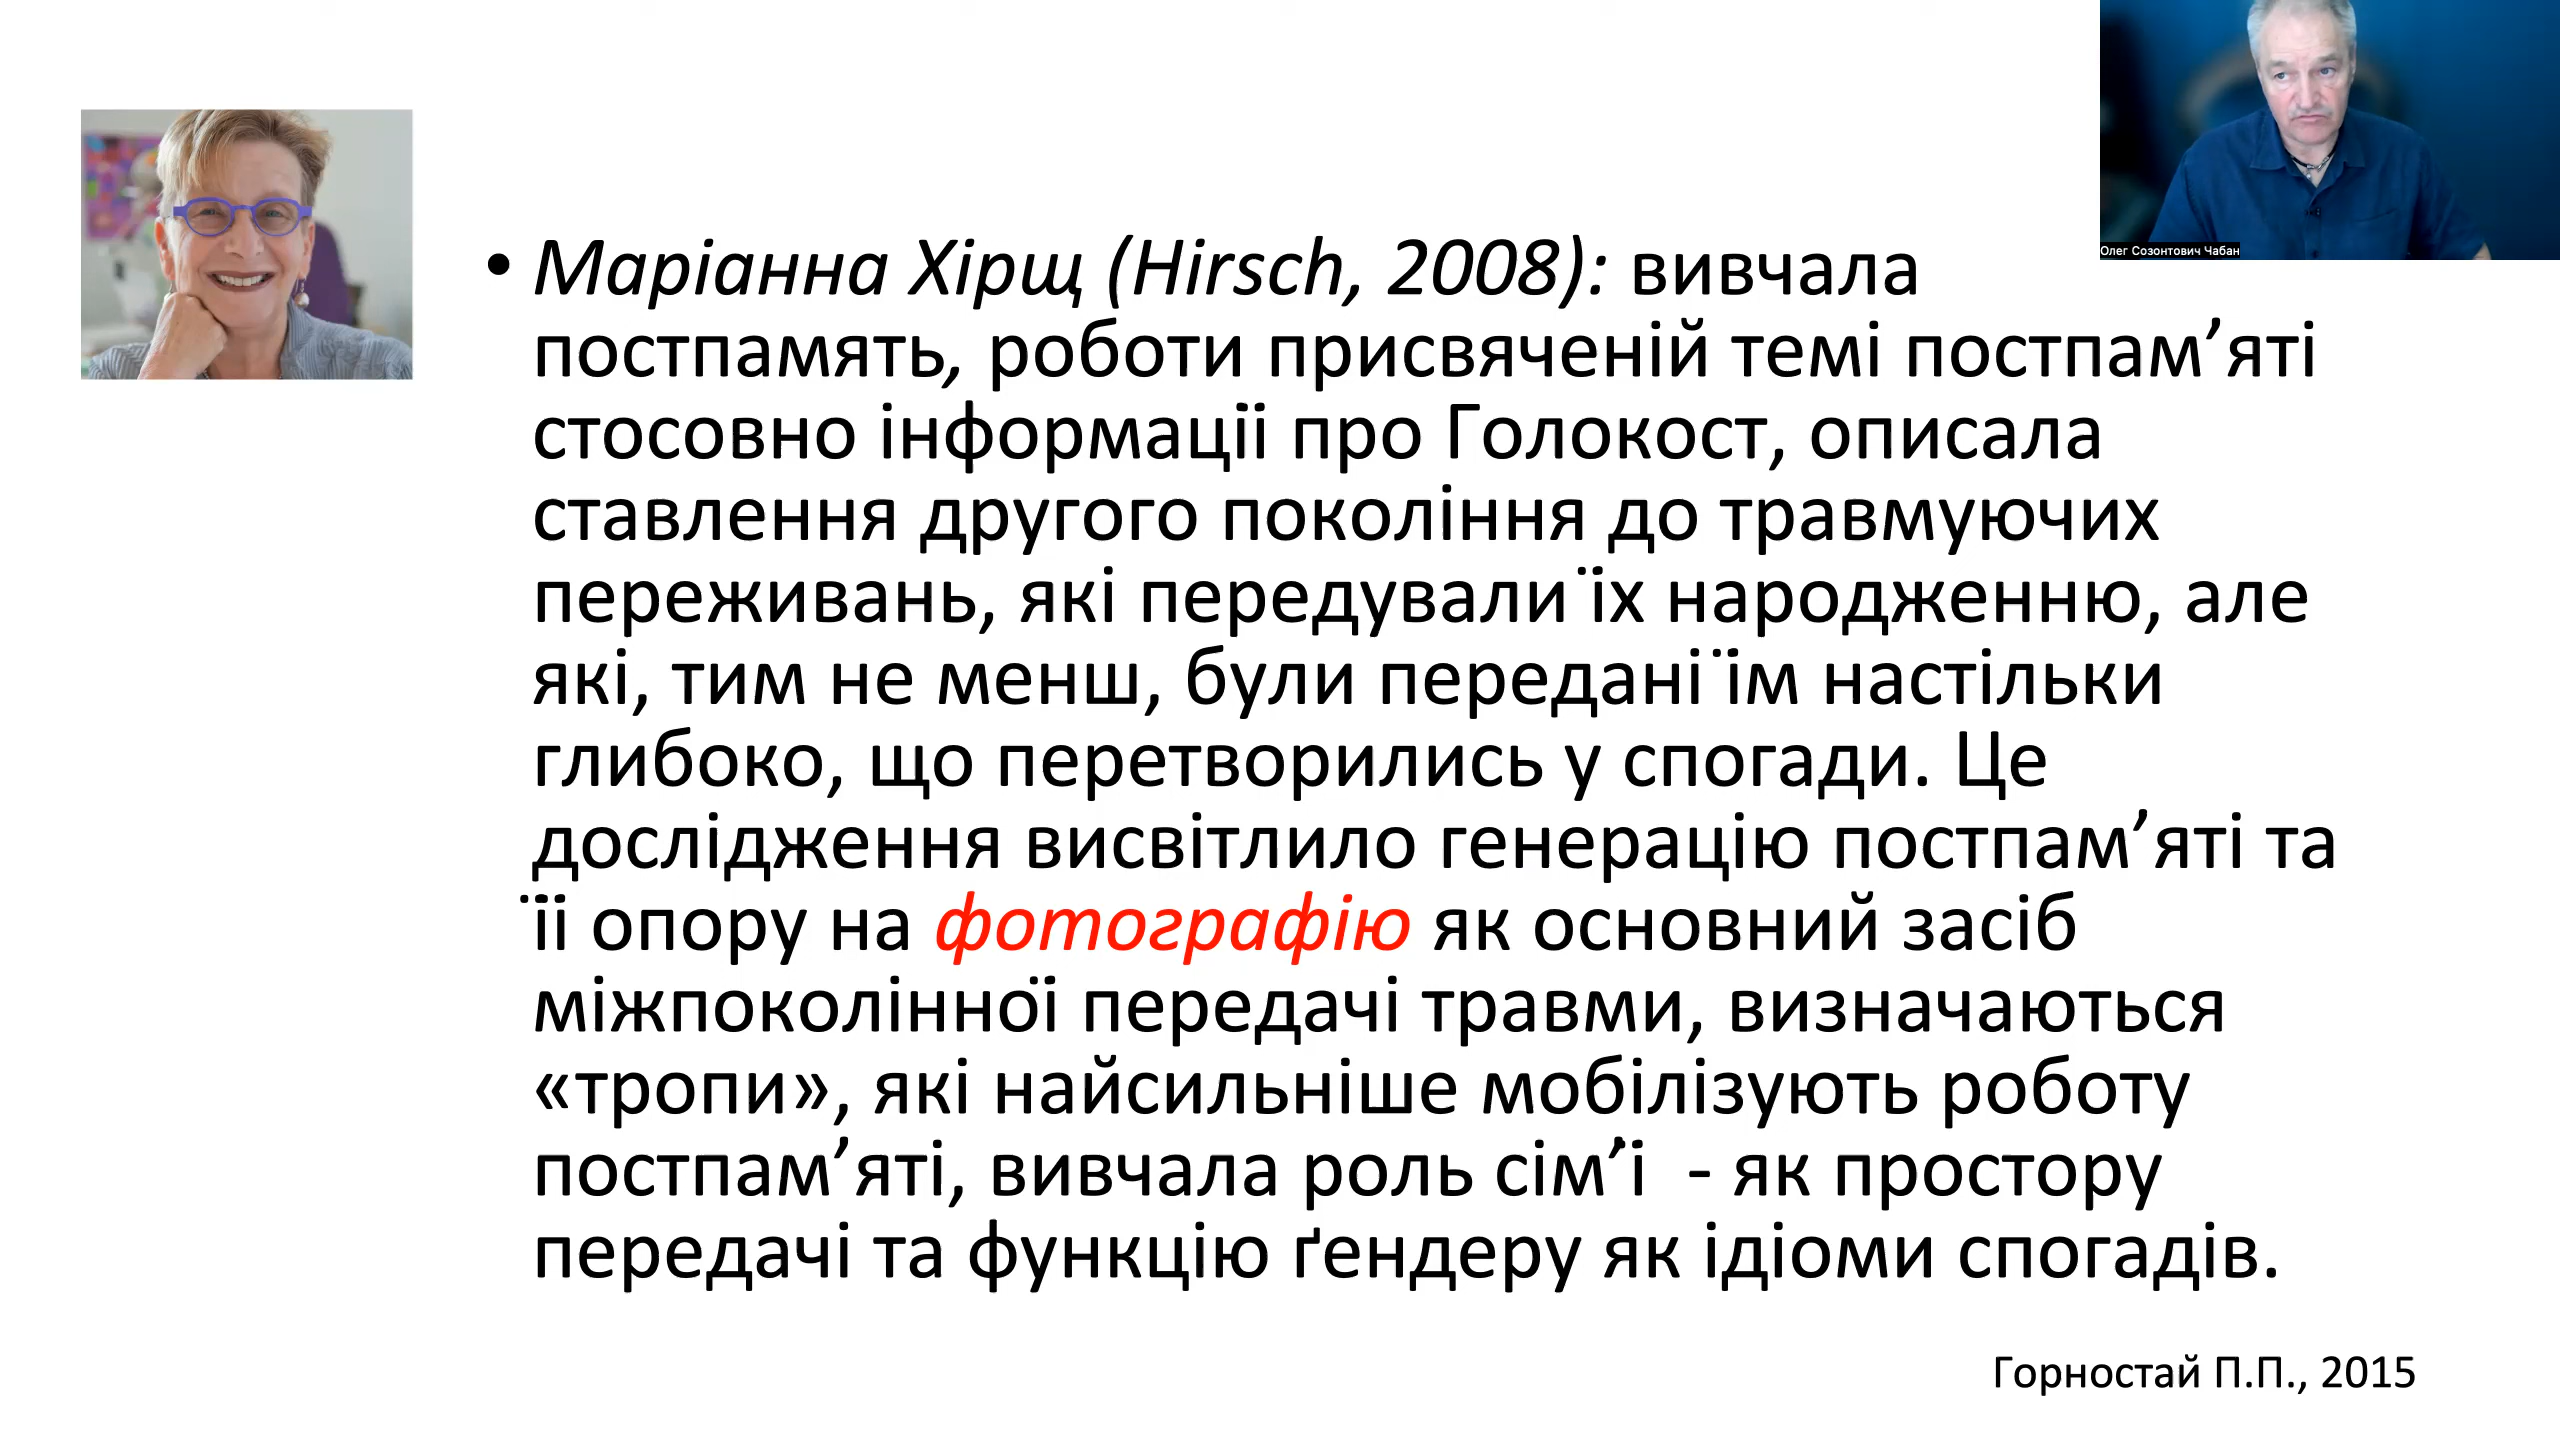 Олег Созонтович Чабан
• Маріанна Хірщ (Hirsch, 2008): вивчала
постпамять, роботи присвяченій темі постпам’яті
стосовно інформації про Голокост, описала
ставлення другого покоління до травмуючих
переживань, які передували їх народженню, але
які, тим не менш, були передані їм настільки
глибоко, що перетворились у спогади. Це
дослідження висвітлило генерацію постпам’яті та
її опору на фотографію як основний засіб
міжпоколінної передачі травми, визначаються
«тропи», які найсильніше мобілізують роботу
постпам’яті, вивчала роль сім’ї - як простору
передачі та функцію ґендеру як ідіоми спогадів.
Горностай П.П., 2015